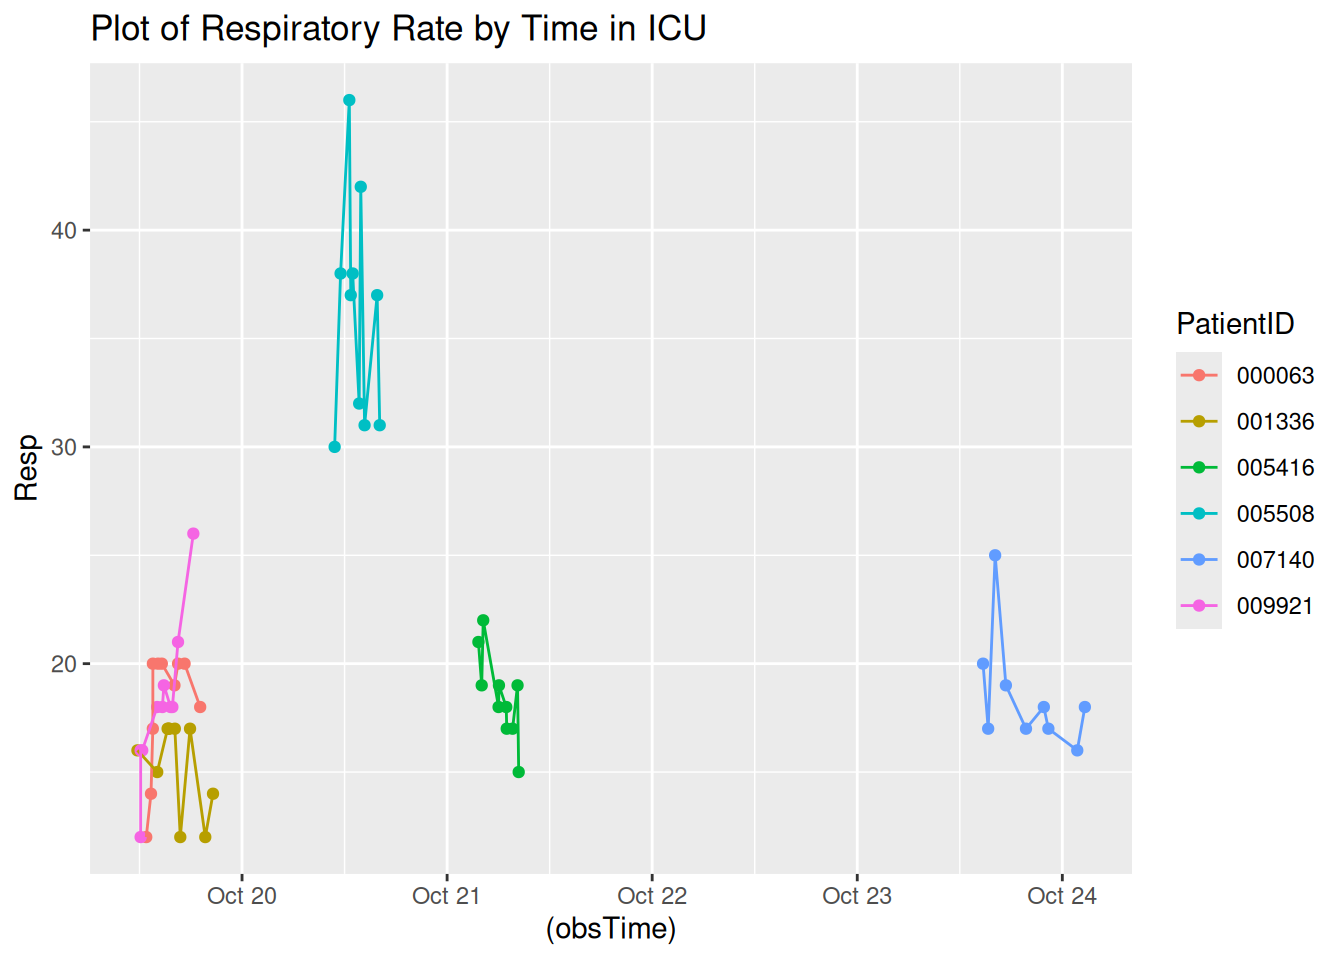 Plot of Respiratory Rate by Time in ICU
Resp
40
30
20
Oct 20
Oct 21
Oct 22
Oct 23
Oct 24
(obsTime)
PatientID
000063
001336
005416
005508
007140
009921